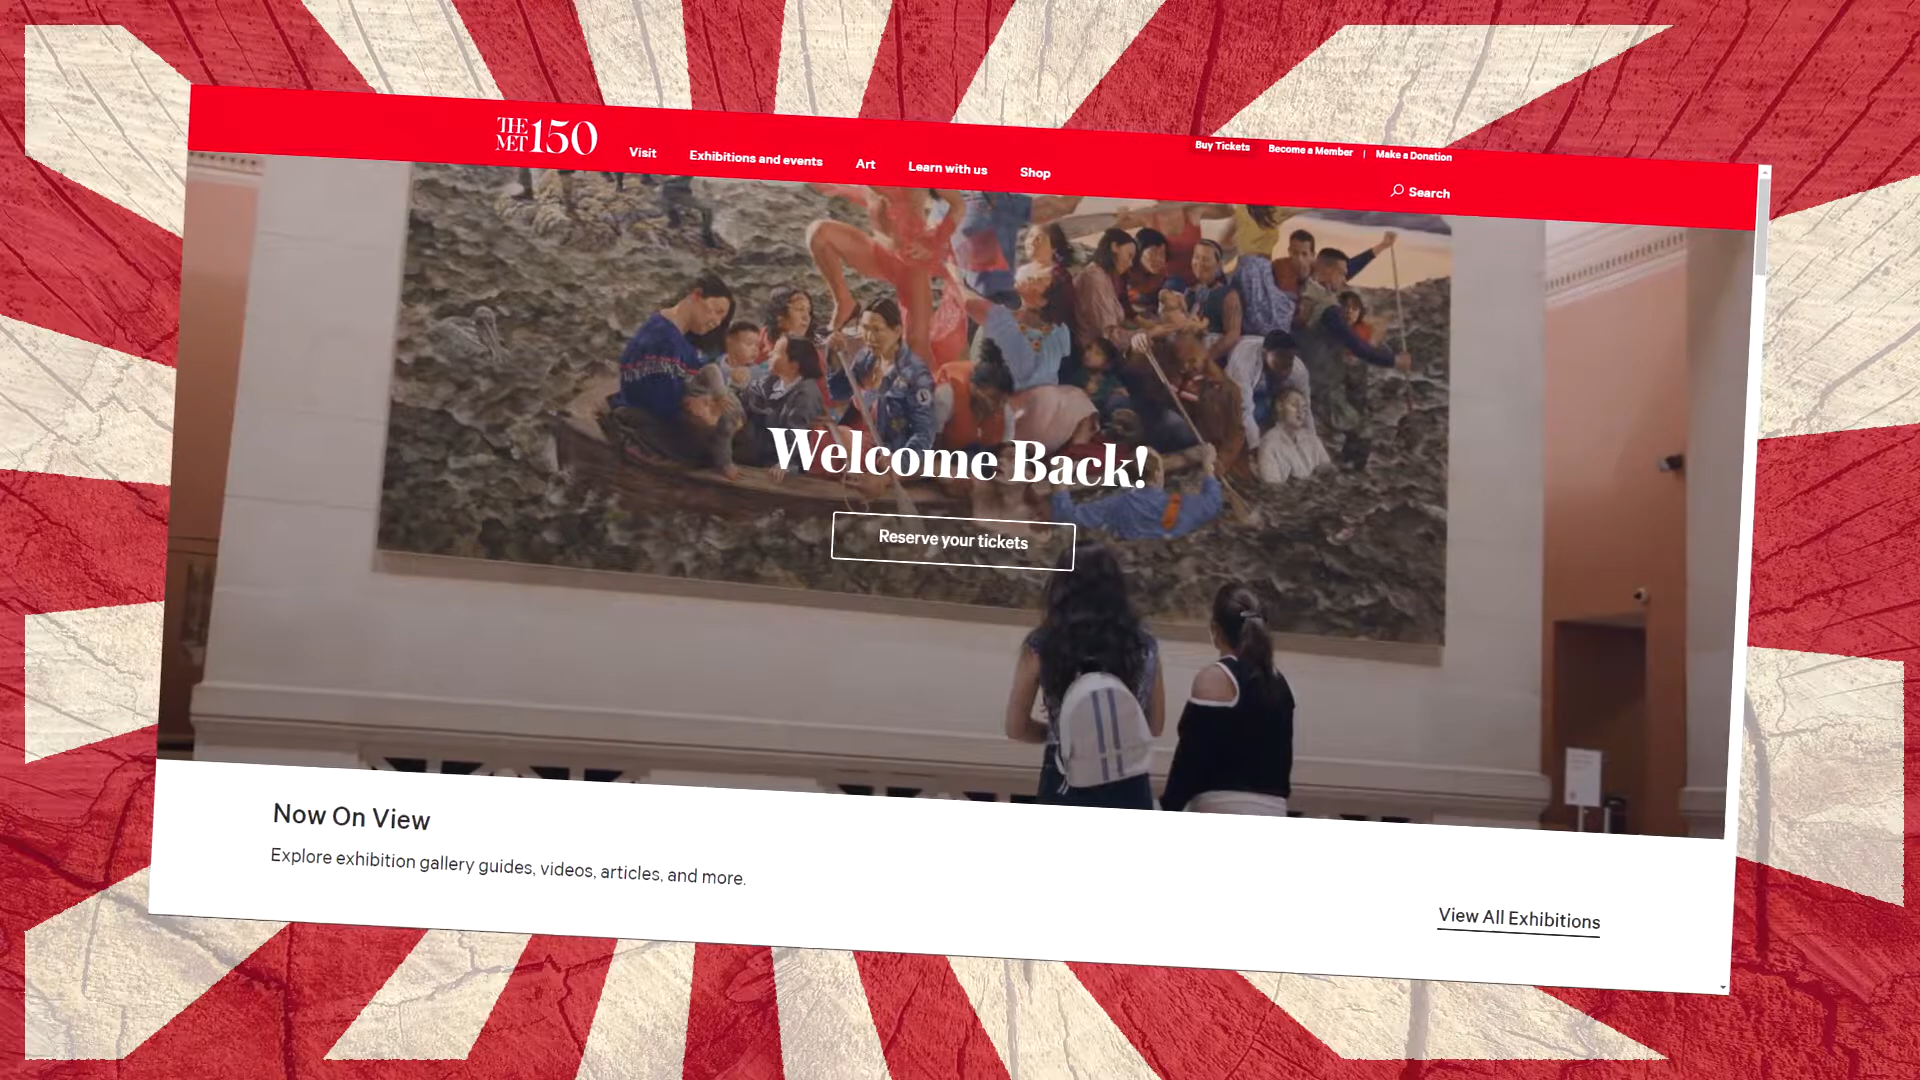 THE
MET 150
Visit
Exhibitions and events
Art
Learn with us
Shop
Buy Tickets
Become a Member | Make a Donation
Search
Welcome Back!
Reserve your tickets
Now On View
Explore exhibition gallery guides, videos, articles, and more.
View All Exhibitions